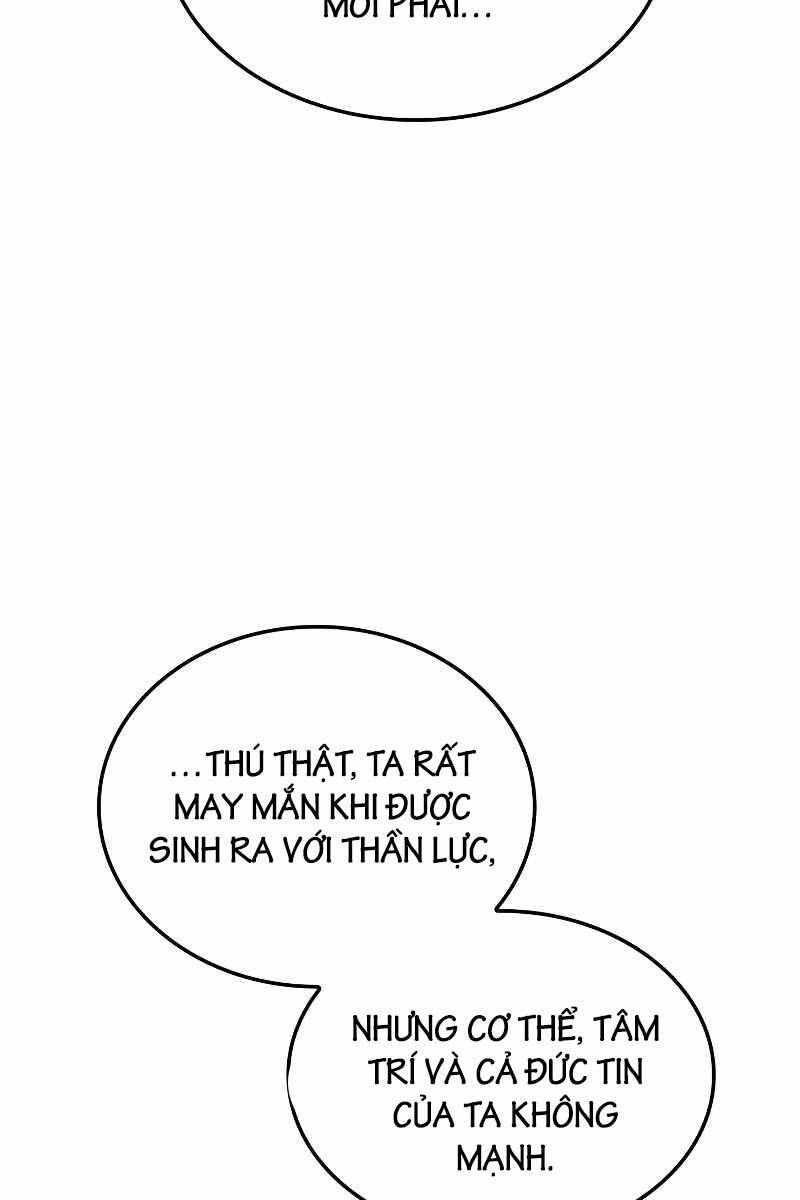 MỚI PHẢI...
...THÚ THẬT, TA RẤT
MAY MẮN KHI ĐƯỢC
SINH RA VỚI THẦN LỰC,
NHƯNG CƠ THỂ, TÂM
TRÍ VÀ CẢ ĐỨC TIN
CỦA TA KHÔNG
MẠNH.